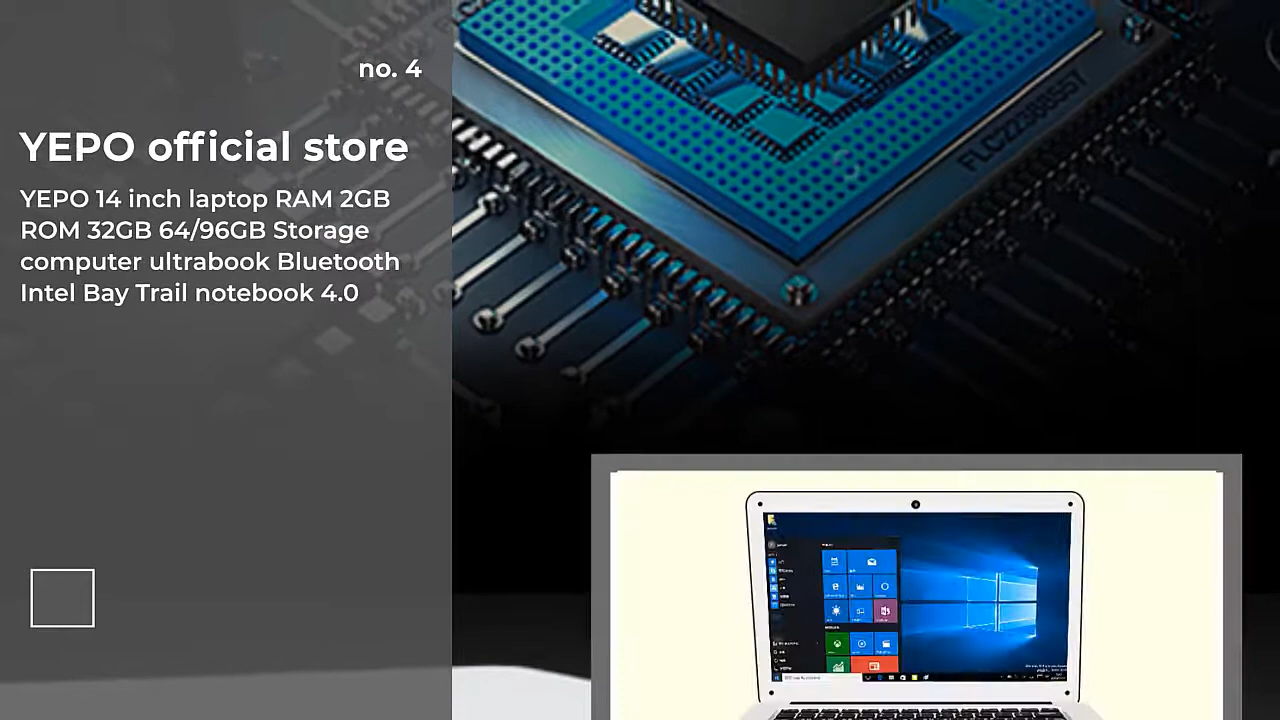 no. 4
YEPO official store
YEPO 14 inch laptop RAM 2GB
ROM 32GB 64/96GB Storage
computer ultrabook Bluetooth
Intel Bay Trail notebook 4.0